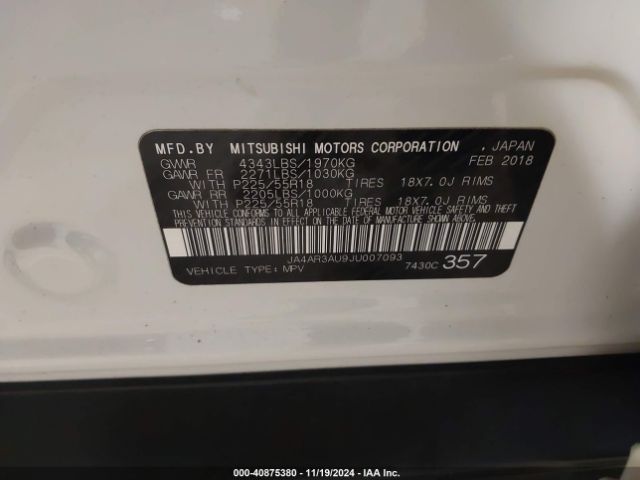 MFD.BY MITSUBISHI MOTORS CORPORATION , JAPAN
GVWR 4343LBS/1970KG FEB 2018
GAWR FR 2271LBS/1030KG
WITH P225/55R18 TIRES 18X7.0J RIMS
GAWR RR 2205LBS/1000KG
WITH P225/55R18 TIRES 18X7.0J RIMS
THIS VEHICLE CONFORMS TO ALL APPLICABLE FEDERAL MOTOR VEHICLE SAFETY AND THEFT
PREVENTION STANDARDS IN EFFECT ON THE DATE OF MANUFACTURE SHOWN ABOVE.
JA4AR3AU9JU007093
VEHICLE TYPE: MPV 7430C 357
00-40875380 - 11/19/2024 - IAA Inc.